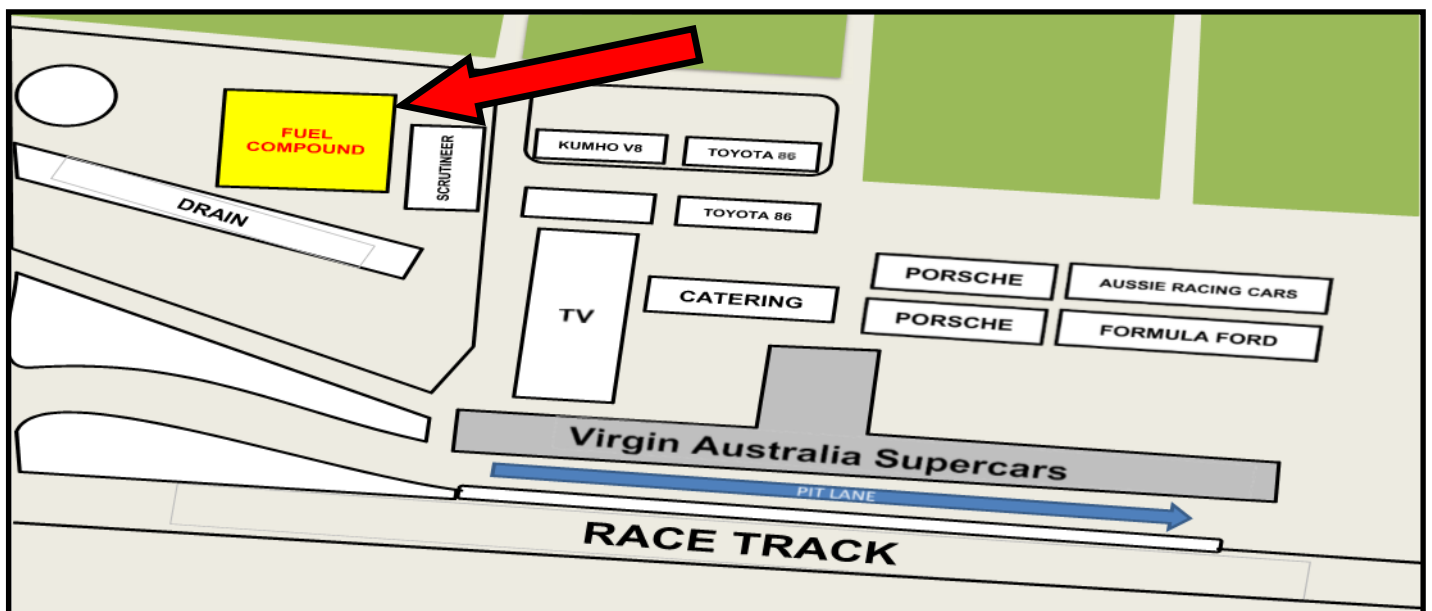 FUEL
COMPOUND
SCRUTINEER
KUMHO V8
TOYOTA 86
DRAIN
TOYOTA 86
TV
CATERING
PORSCHE
AUSSIE RACING CARS
PORSCHE
FORMULA FORD
Virgin Australia Supercars
PIT LANE
RACE TRACK